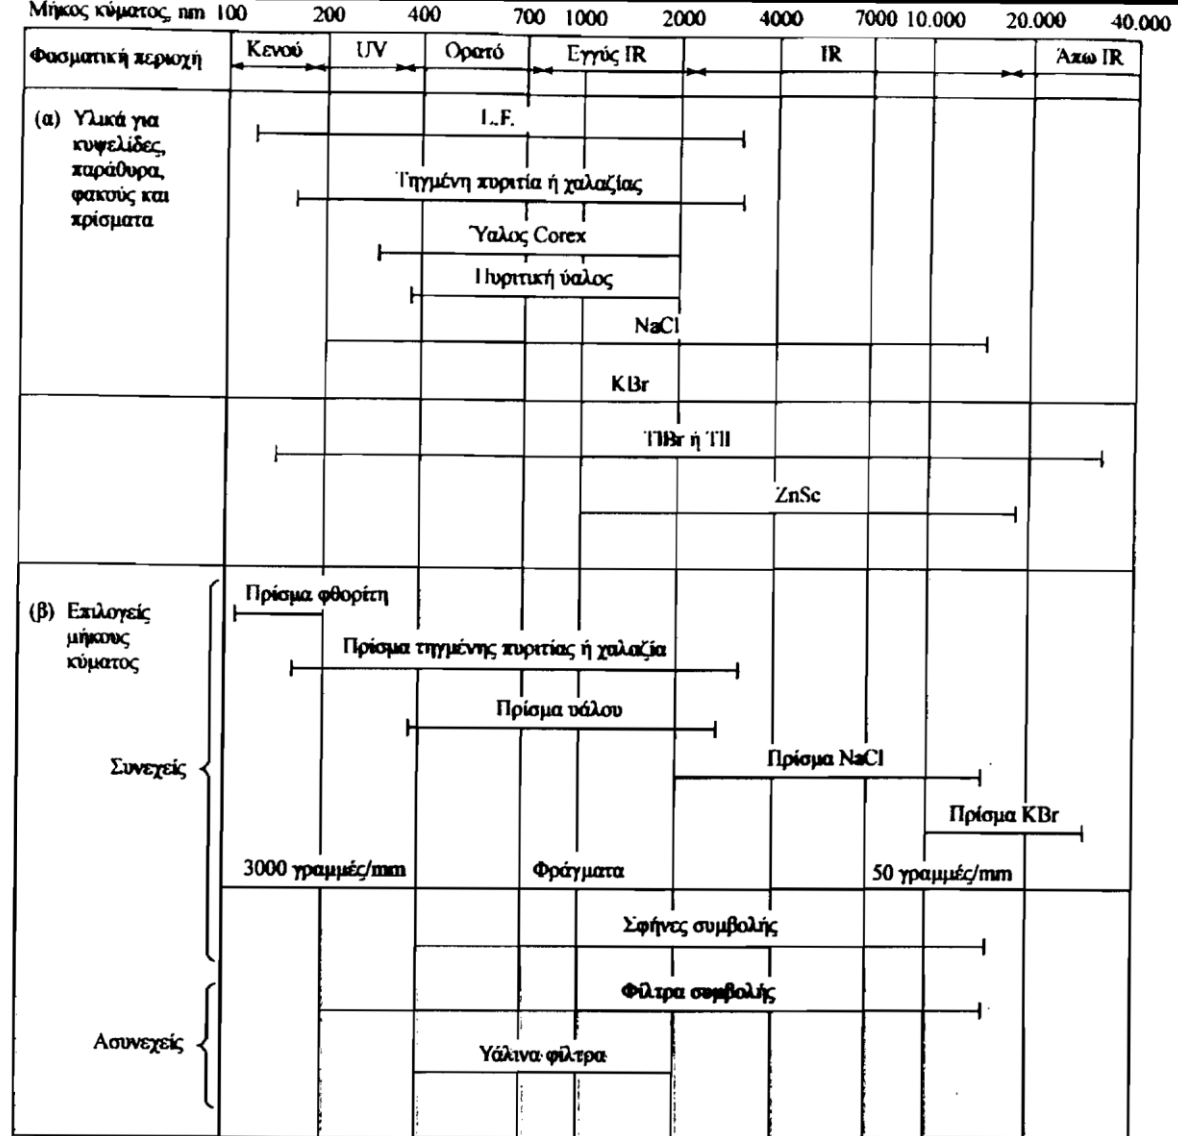 Μήκος κύματος, nm 100 200 400 700 1000 2000 4000 7000 10.000 20.000 40.000
Φασματική περιοχή Κενού UV Ορατό Εγγύς IR IR Άπω IR
(α) Υλικά για
κυψελίδες,
παράθυρα,
φακούς και
πρίσματα
Τηγμένη πυριτία ή χαλαζίας
Ύαλος Corex
Πυριτική ύαλος
NaCl
KBr
TlBr ή TlI
ZnSe
(β) Επιλογείς
μήκους
κύματος
Πρίσμα φθορίτη
Πρίσμα τηγμένης πυριτίας ή χαλαζία
Πρίσμα υάλου
Συνεχείς
Πρίσμα NaCl
Πρίσμα KBr
3000 γραμμές/mm Φράγματα 50 γραμμές/mm
Σφήνες συμβολής
Φίλτρα συμβολής
Ασυνεχείς
Υάλινα φίλτρα